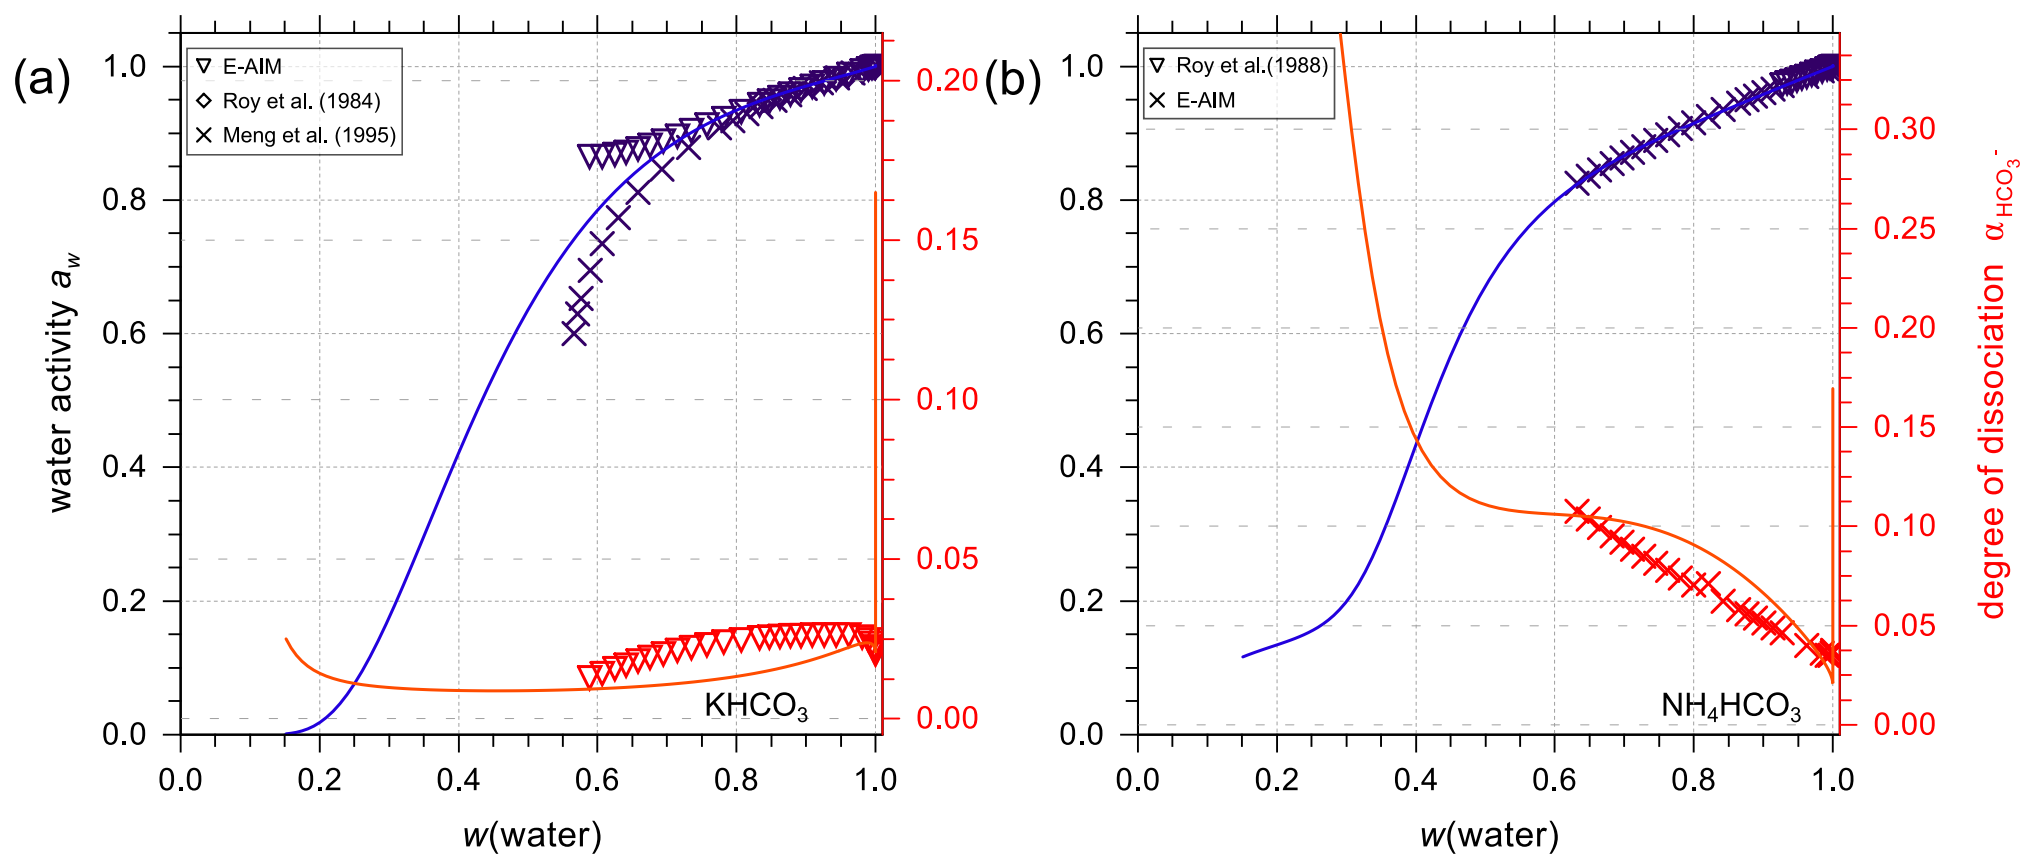 (a)
E-AIM
Roy et al. (1984)
Meng et al. (1995)
water activity a_w
1.0
0.8
0.6
0.4
0.2
0.0
0.20
0.15
0.10
0.05
0.00
KHCO₃
0.0 0.2 0.4 0.6 0.8 1.0
w(water)
(b)
Roy et al.(1988)
E-AIM
1.0
0.8
0.6
0.4
0.2
0.0
0.30
0.25
0.20
0.15
0.10
0.05
0.00
degree of dissociation α HCO₃⁻
NH₄HCO₃
0.0 0.2 0.4 0.6 0.8 1.0
w(water)